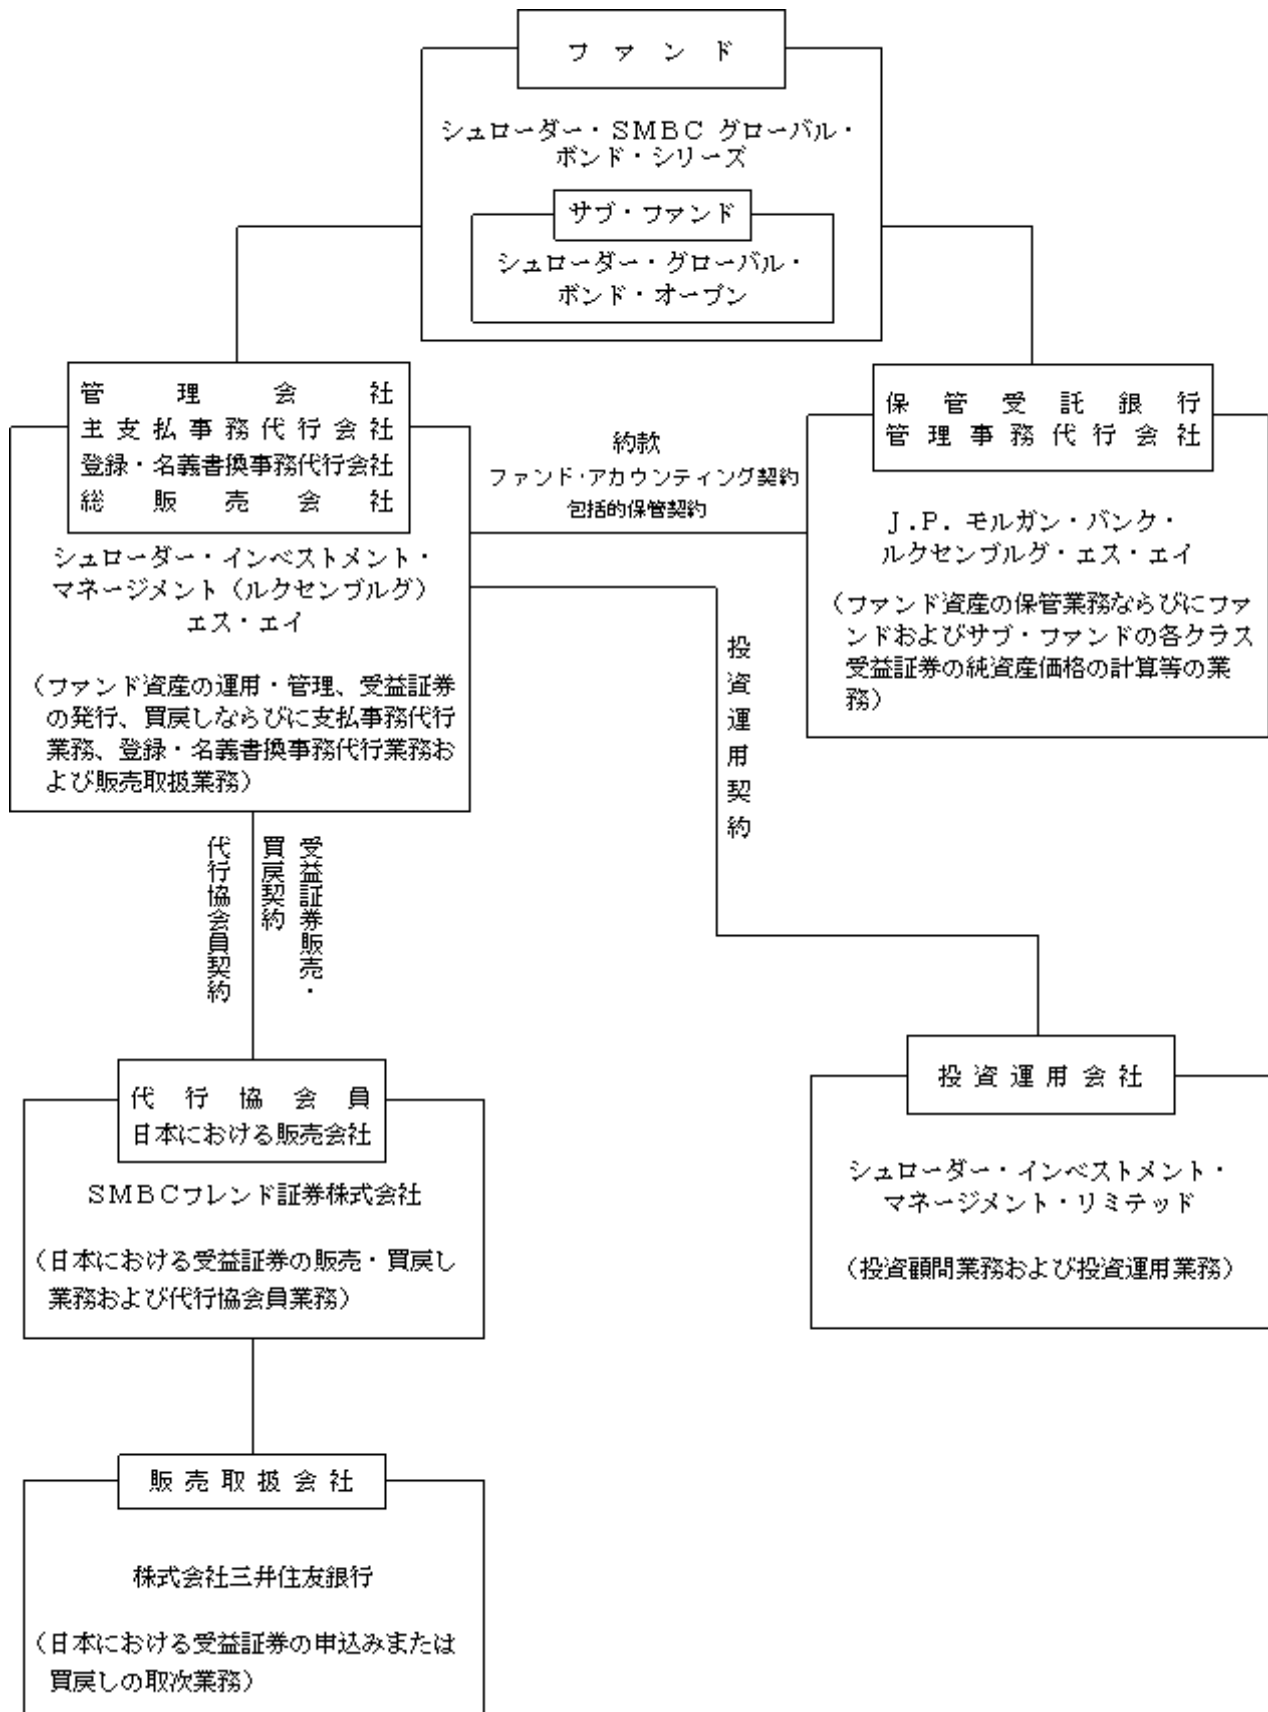 ファンド
シュローダー・ＳＭＢＣ グローバル・
ボンド・シリーズ
サブ・ファンド
シュローダー・グローバル・
ボンド・オープン
管理会社
主支払事務代行会社
登録・名義書換事務代行会社
総販売会社
シュローダー・インベストメント・
マネージメント（ルクセンブルグ）
エス・エイ
（ファンド資産の運用・管理、受益証券
の発行、買戻しならびに支払事務代行
業務、登録・名義書換事務代行業務お
よび販売取扱業務）
約款
ファンド・アカウンティング契約
包括的保管契約
保管受託銀行
管理事務代行会社
Ｊ．Ｐ．モルガン・バンク・
ルクセンブルグ・エス・エイ
（ファンド資産の保管業務ならびにファ
ンドおよびサブ・ファンドの各クラス
受益証券の純資産価格の計算等の業
務）
投資運用契約
受益証券販売・
買戻契約
代行協会員契約
代行協会員
日本における販売会社
ＳＭＢＣフレンド証券株式会社
（日本における受益証券の販売・買戻し
業務および代行協会員業務）
投資運用会社
シュローダー・インベストメント・
マネージメント・リミテッド
（投資顧問業務および投資運用業務）
販売取扱会社
株式会社三井住友銀行
（日本における受益証券の申込みまたは
買戻しの取次業務）